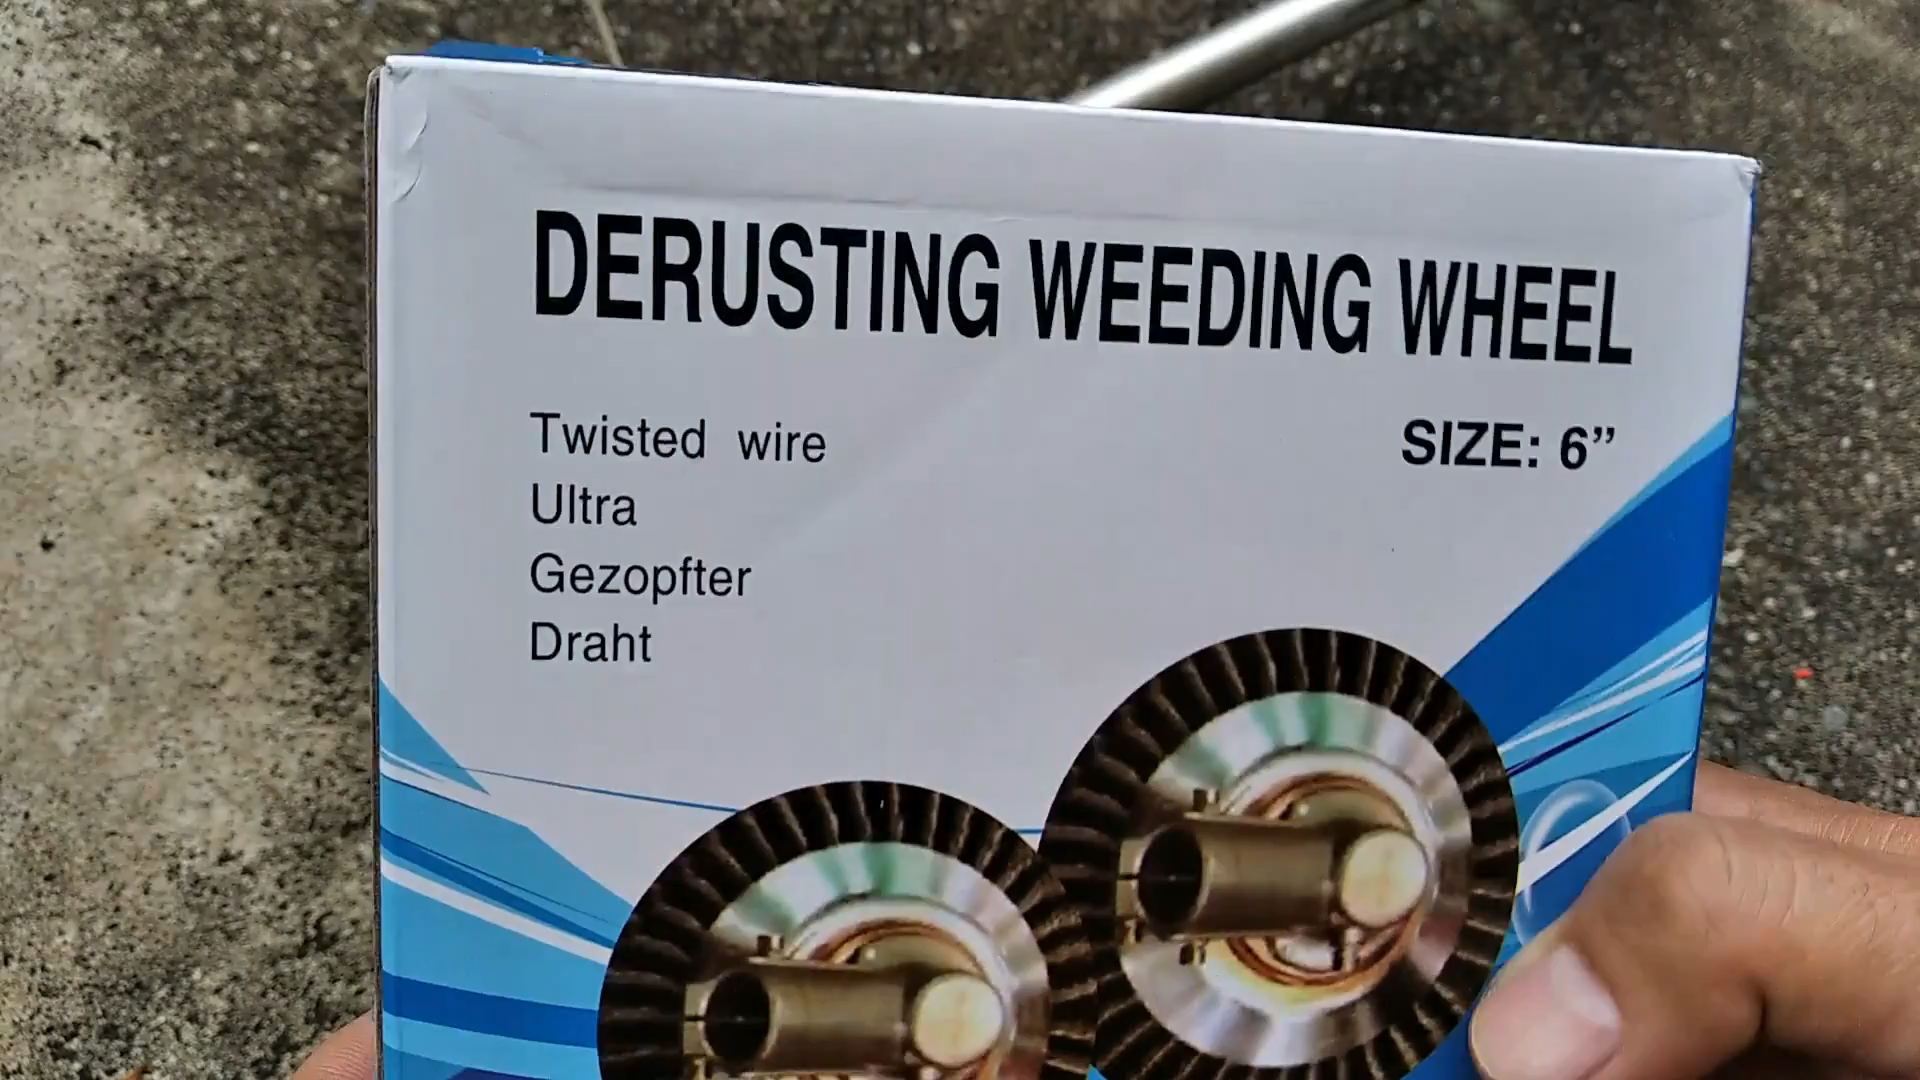 DERUSTING WEEDING WHEEL
Twisted wire
SIZE: 6”
Ultra
Gezopfter
Draht